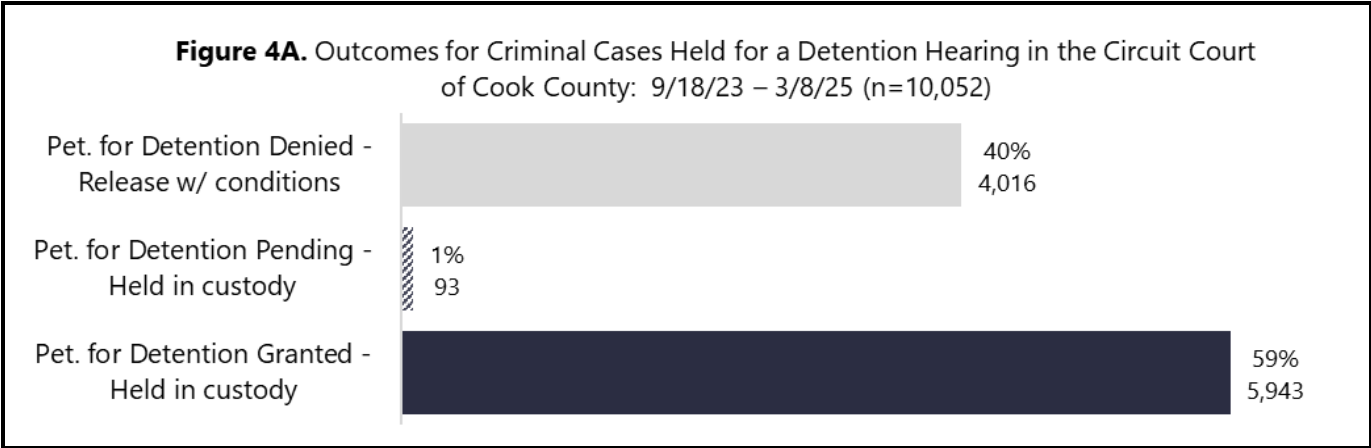 Figure 4A. Outcomes for Criminal Cases Held for a Detention Hearing in the Circuit Court
of Cook County:  9/18/23 – 3/8/25 (n=10,052)
Pet. for Detention Denied -
Release w/ conditions
40%
4,016
Pet. for Detention Pending -
Held in custody
1%
93
Pet. for Detention Granted -
Held in custody
59%
5,943